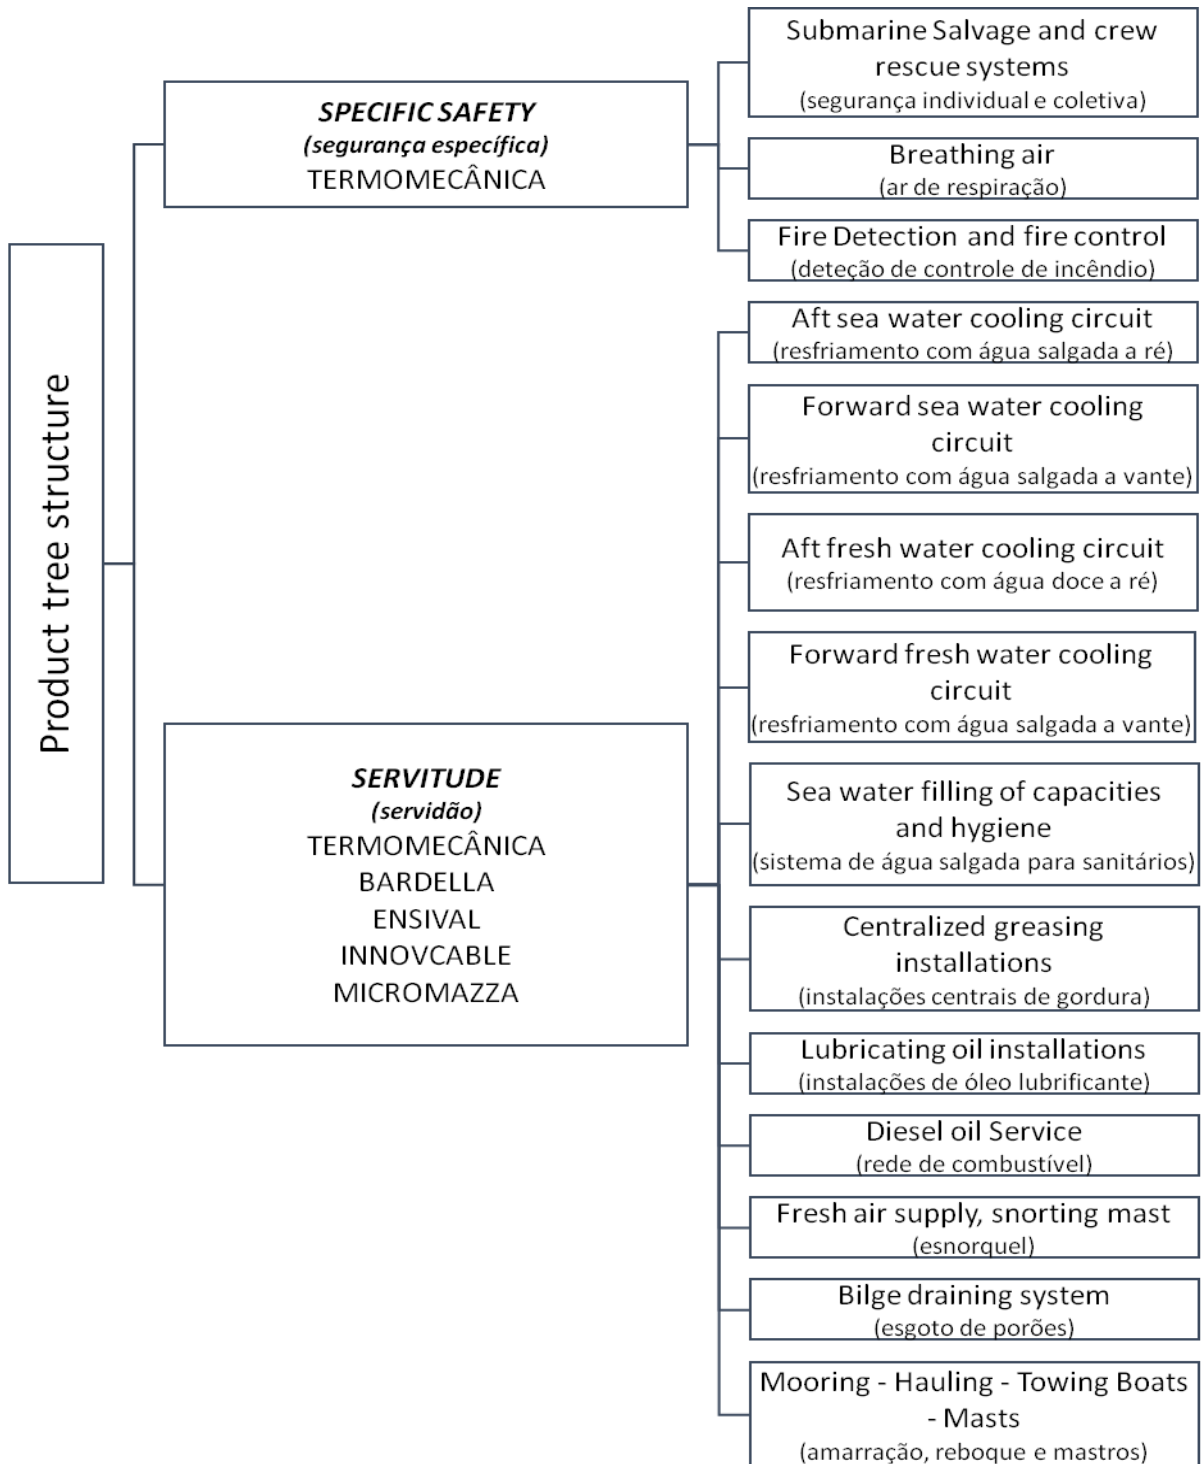 Product tree structure
SPECIFIC SAFETY
(segurança específica)
TERMOMECÂNICA
Submarine Salvage and crew
rescue systems
(segurança individual e coletiva)
Breathing air
(ar de respiração)
Fire Detection and fire control
(deteção de controle de incêndio)
SERVITUDE
(servidão)
TERMOMECÂNICA
BARDELLA
ENSIVAL
INNOVCABLE
MICROMAZZA
Aft sea water cooling circuit
(resfriamento com água salgada a ré)
Forward sea water cooling
circuit
(resfriamento com água salgada a vante)
Aft fresh water cooling circuit
(resfriamento com água doce a ré)
Forward fresh water cooling
circuit
(resfriamento com água salgada a vante)
Sea water filling of capacities
and hygiene
(sistema de água salgada para sanitários)
Centralized greasing
installations
(instalações centrais de gordura)
Lubricating oil installations
(instalações de óleo lubrificante)
Diesel oil Service
(rede de combustível)
Fresh air supply, snorting mast
(esnorquel)
Bilge draining system
(esgoto de porões)
Mooring - Hauling - Towing Boats
- Masts
(amarração, reboque e mastros)